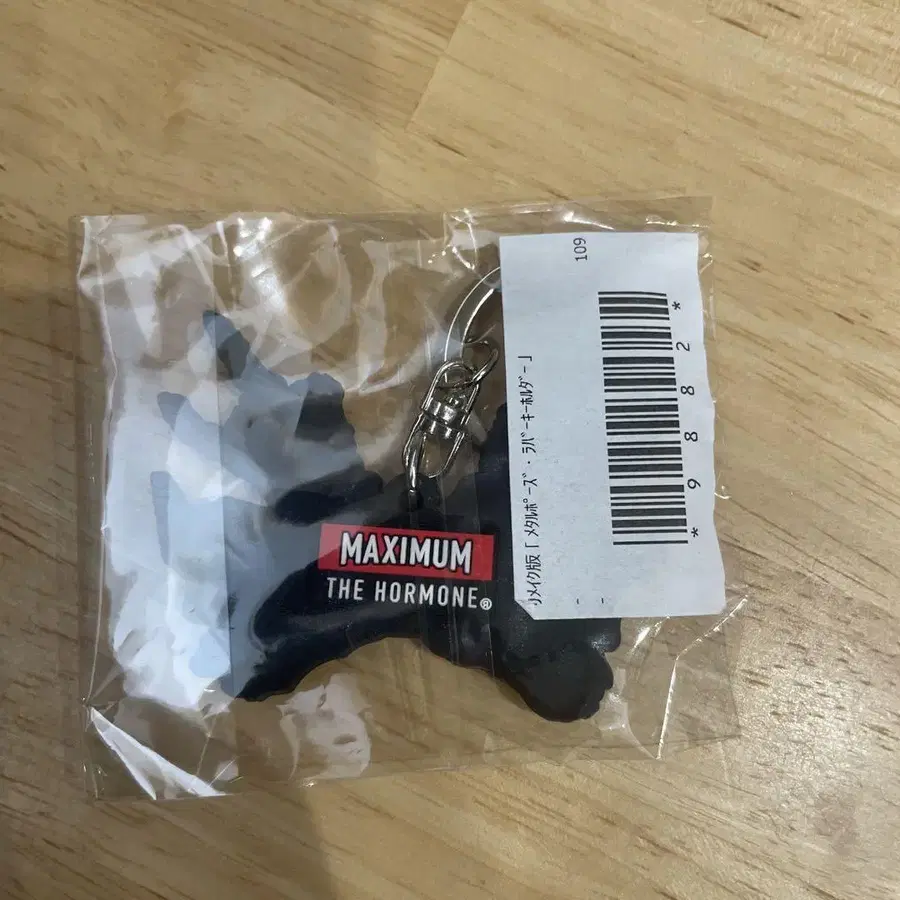 MAXIMUM
THE HORMONE®
リメイク版「 メタルポーズ ・ ラバーキーホルダー 」
- -
109
*9882*